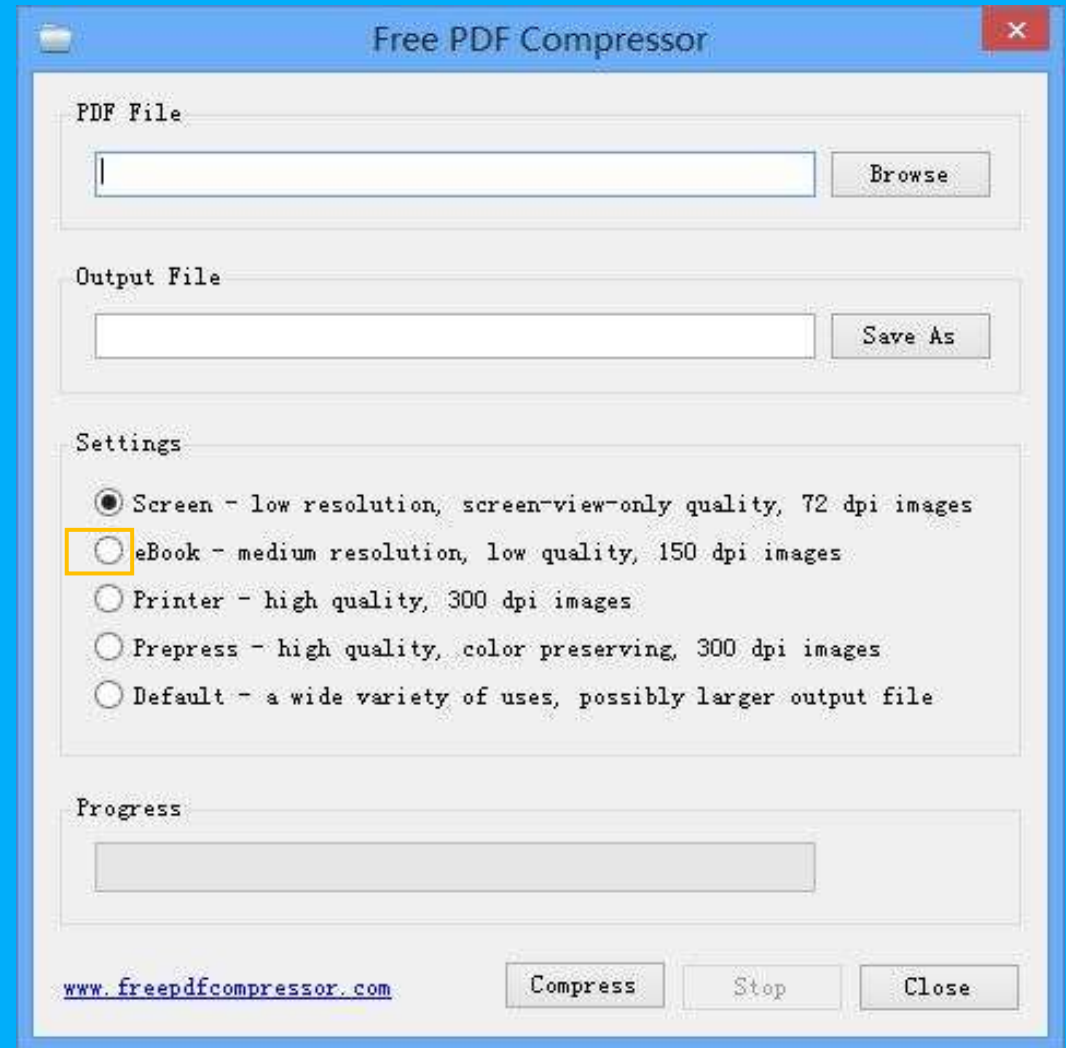 Free PDF Compressor
PDF File
Browse
Output File
Save As
Settings
Screen - low resolution, screen-view-only quality, 72 dpi images
eBook - medium resolution, low quality, 150 dpi images
Printer - high quality, 300 dpi images
Prepress - high quality, color preserving, 300 dpi images
Default - a wide variety of uses, possibly larger output file
Progress
www.freepdfcompressor.com
Compress
Stop
Close